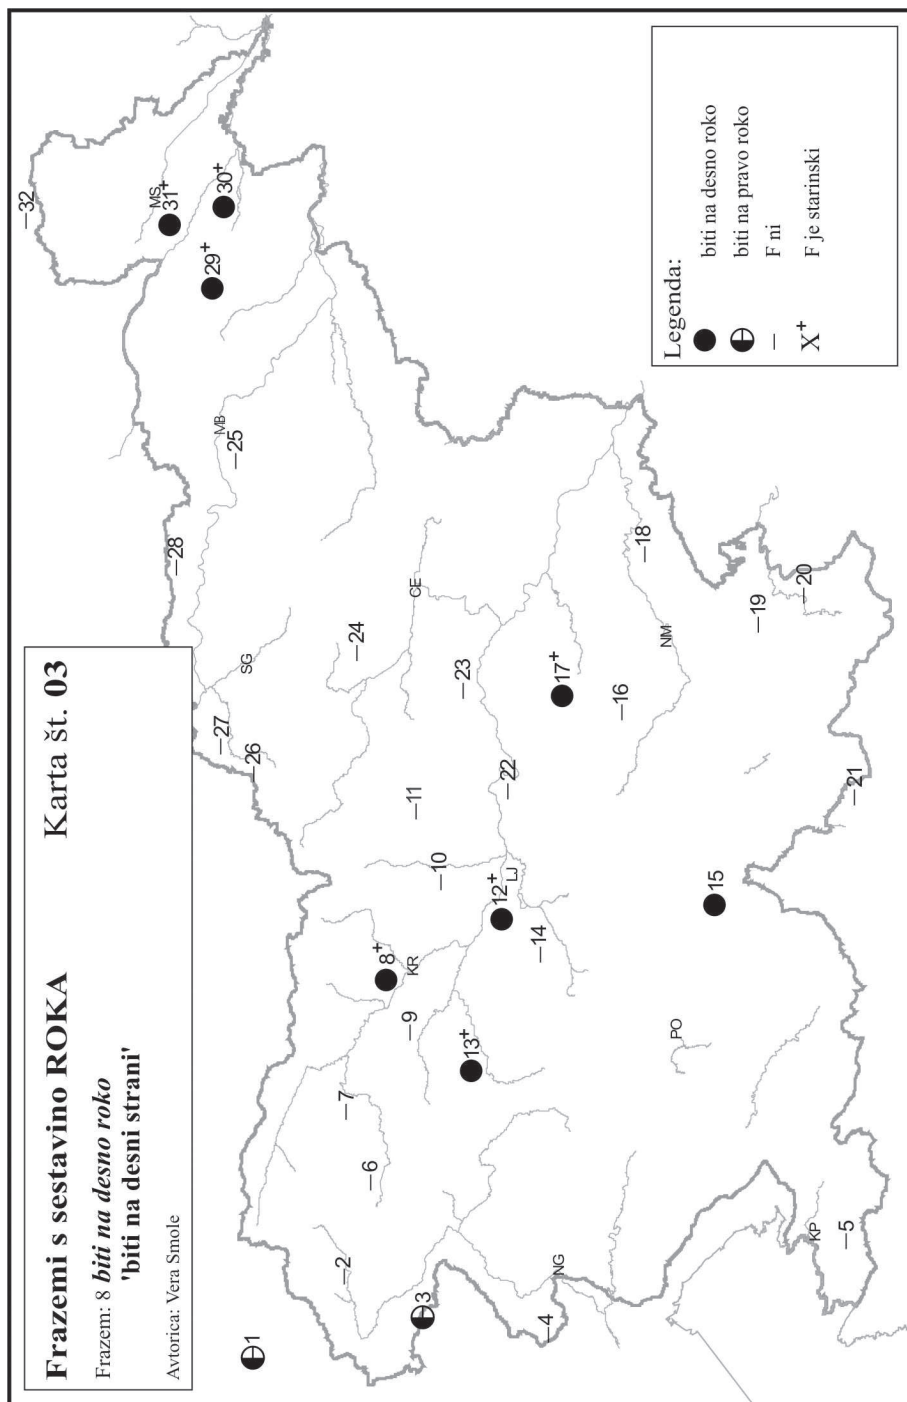 Frazemi s sestavino ROKA Karta št. 03
Frazem: 8 biti na desno roko
'biti na desni strani'
Avtorica: Vera Smole
–32
MS
31+
30+
29+
MB
–25
–28
–27
–26
SG
–24
CE
–23
–18
–19
–20
NM
17+
–16
–22
–21
–11
–10
12+
LJ
–14
15
8+
KR
–9
13+
–7
–6
PO
–2
3
1
–4
NG
KP
–5
Legenda:
biti na desno roko
biti na pravo roko
– F ni
X+ F je starinski